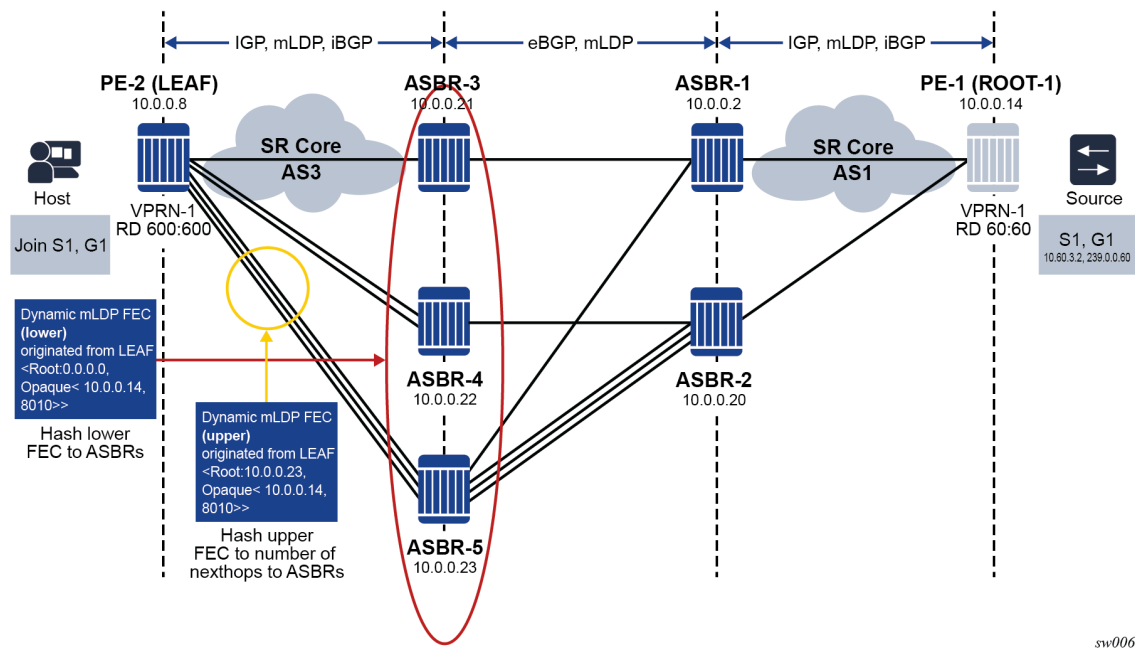 IGP, mLDP, iBGP
eBGP, mLDP
IGP, mLDP, iBGP
PE-2 (LEAF)
10.0.0.8
ASBR-3
10.0.0.21
ASBR-1
10.0.0.2
PE-1 (ROOT-1)
10.0.0.14
SR Core
AS3
SR Core
AS1
Host
Source
VPRN-1
RD 600:600
VPRN-1
RD 60:60
Join S1, G1
S1, G1
10.60.3.2, 239.0.0.60
Dynamic mLDP FEC
(lower)
originated from LEAF
<Root:0.0.0.0,
Opaque< 10.0.0.14,
8010>>
Hash lower
FEC to ASBRs
ASBR-4
10.0.0.22
ASBR-2
10.0.0.20
Dynamic mLDP FEC
(upper)
originated from LEAF
<Root:10.0.0.23,
Opaque< 10.0.0.14,
8010>>
Hash upper
FEC to number of
nexthops to ASBRs
ASBR-5
10.0.0.23
sw006